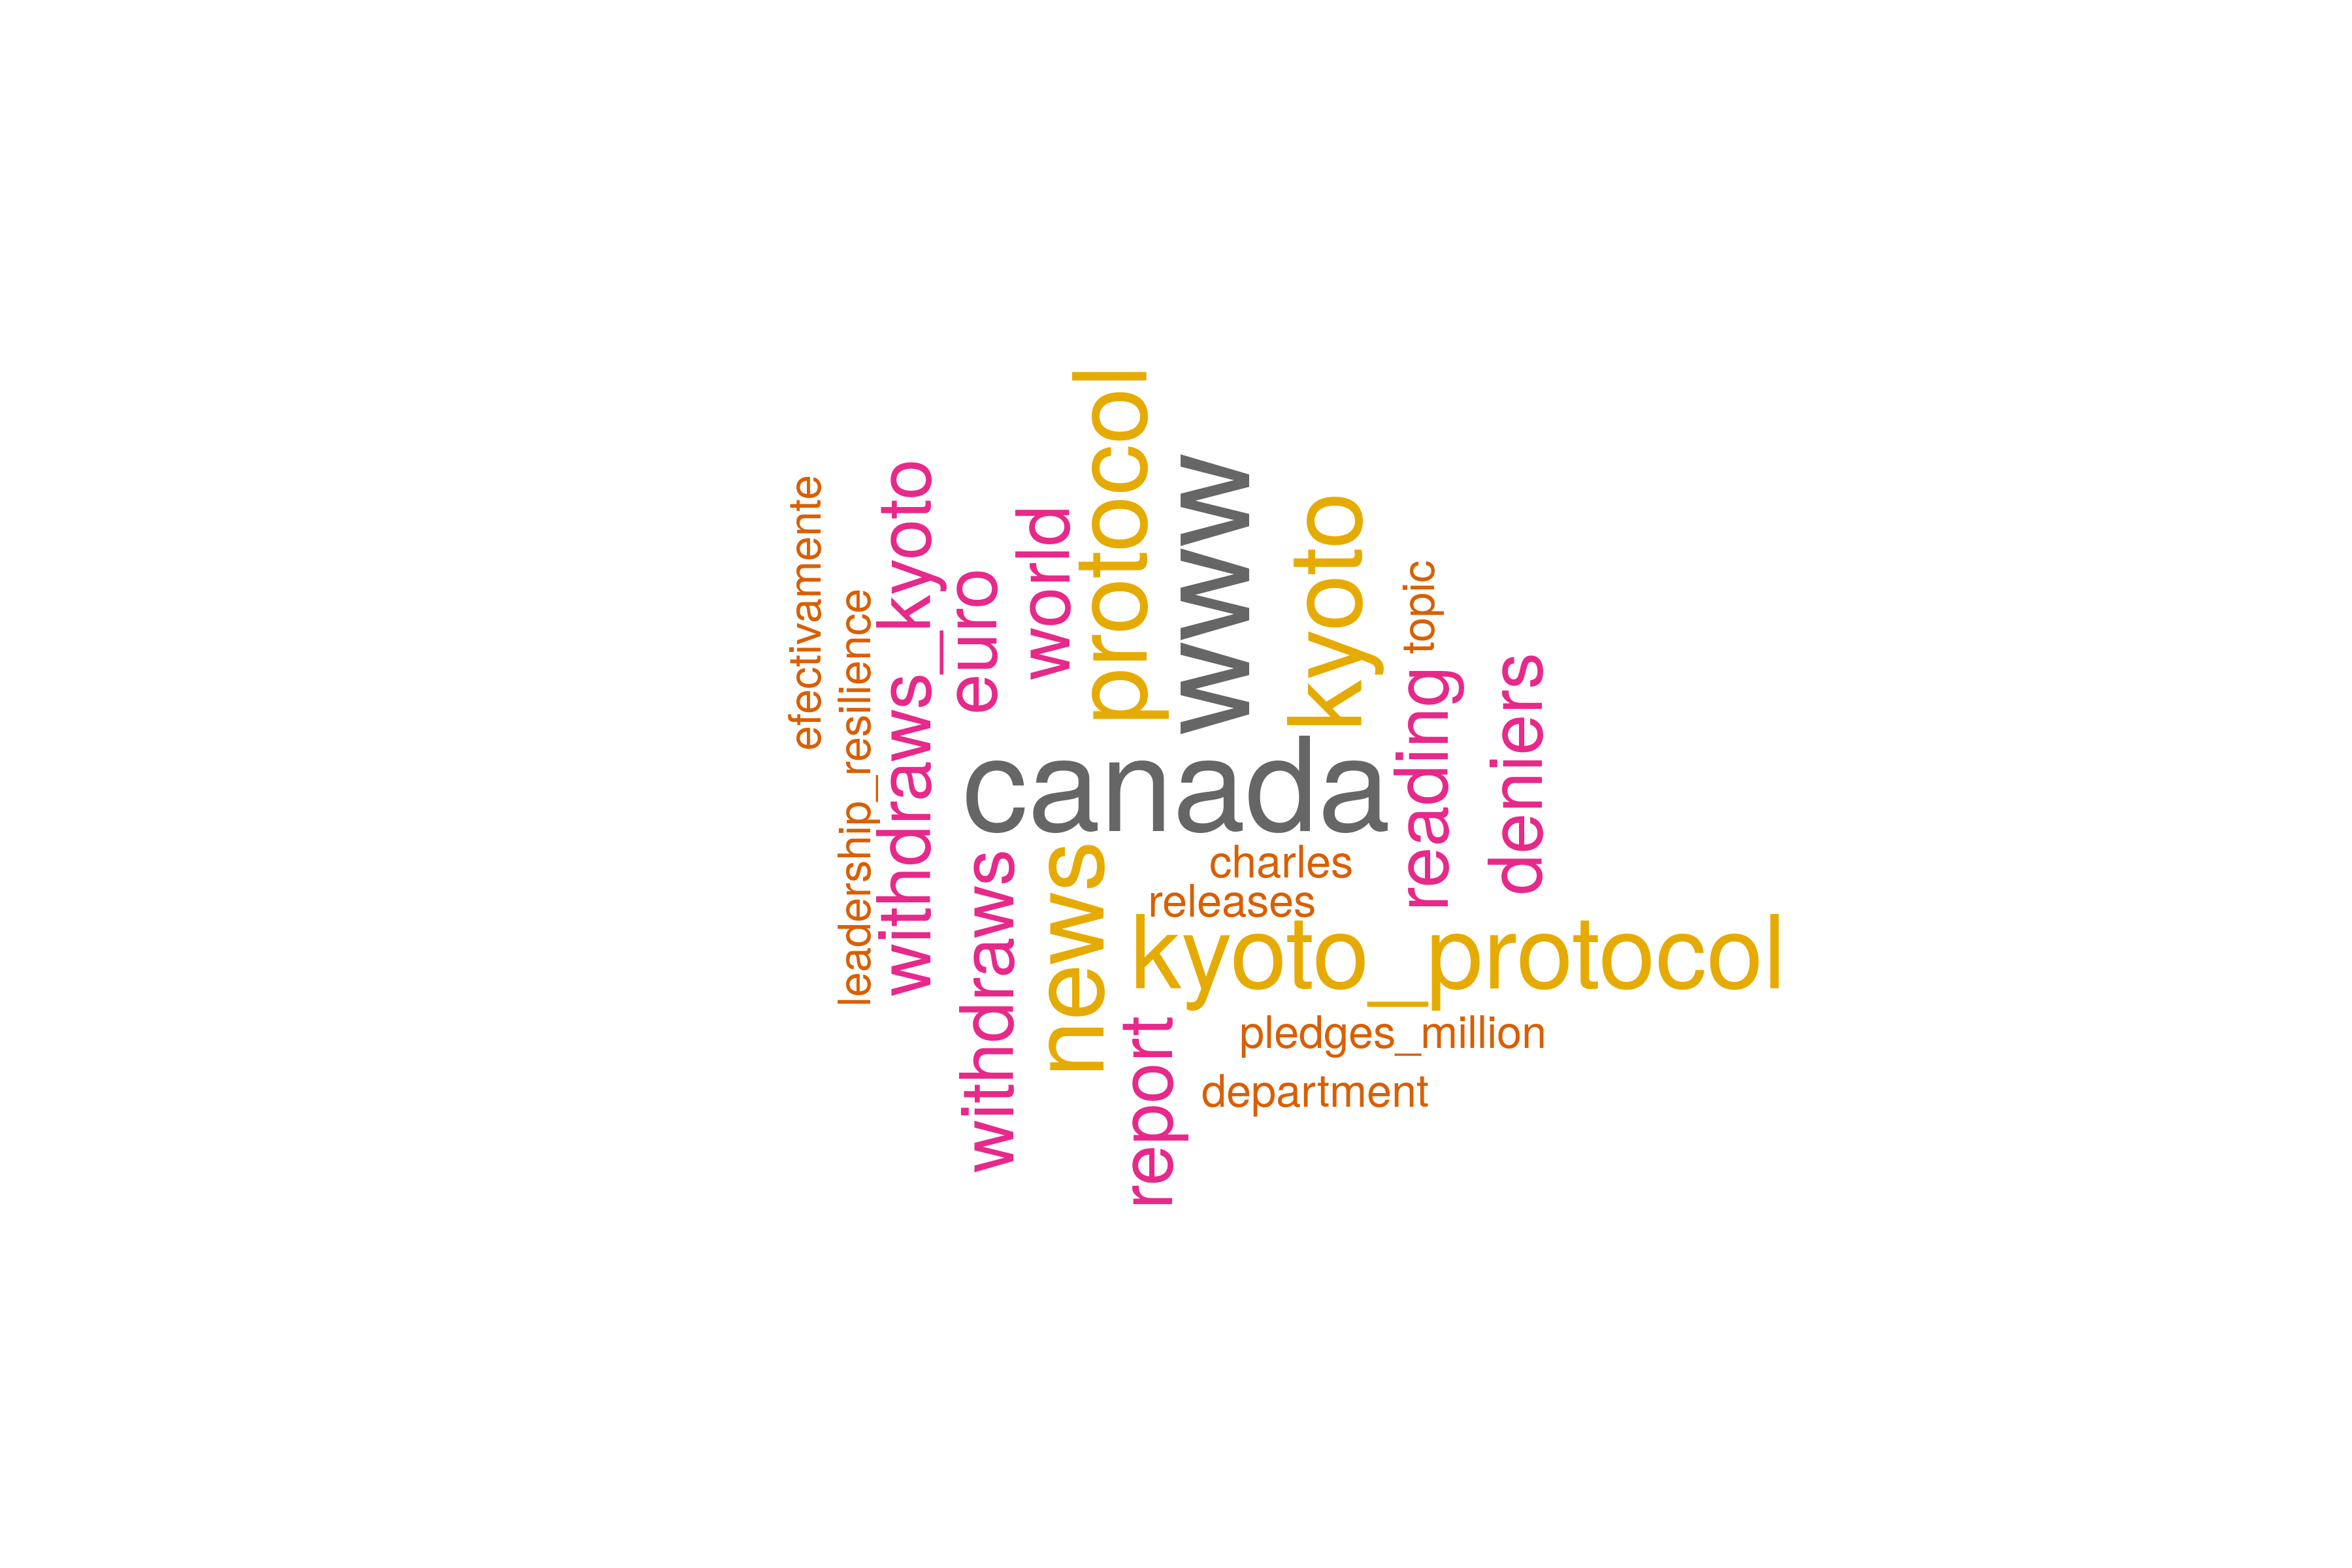 protocol
www
withdraws_kyoto
efectivamente
kyoto
world
topic
euro
leadership_resilience
deniers
reading
canada
charles
news
withdraws
releases
kyoto_protocol
pledges_million
report
department